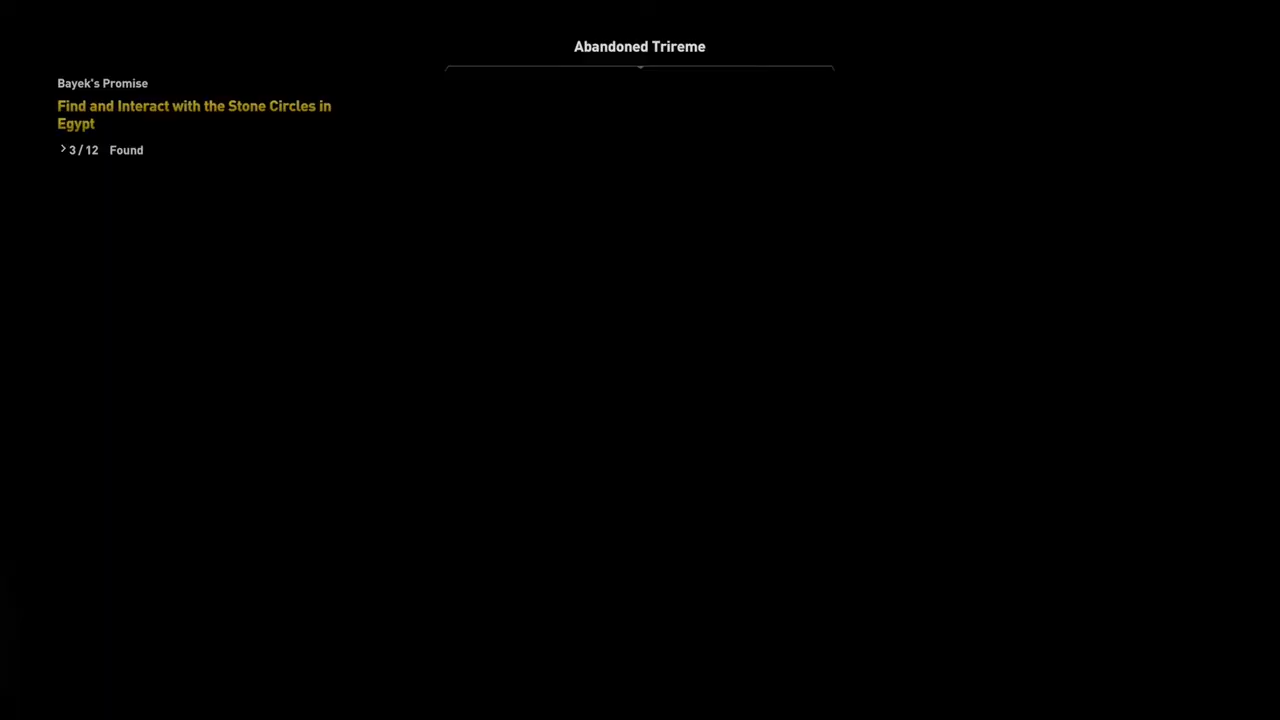 Abandoned Trireme
Bayek's Promise
Find and Interact with the Stone Circles in
Egypt
> 3 / 12 Found